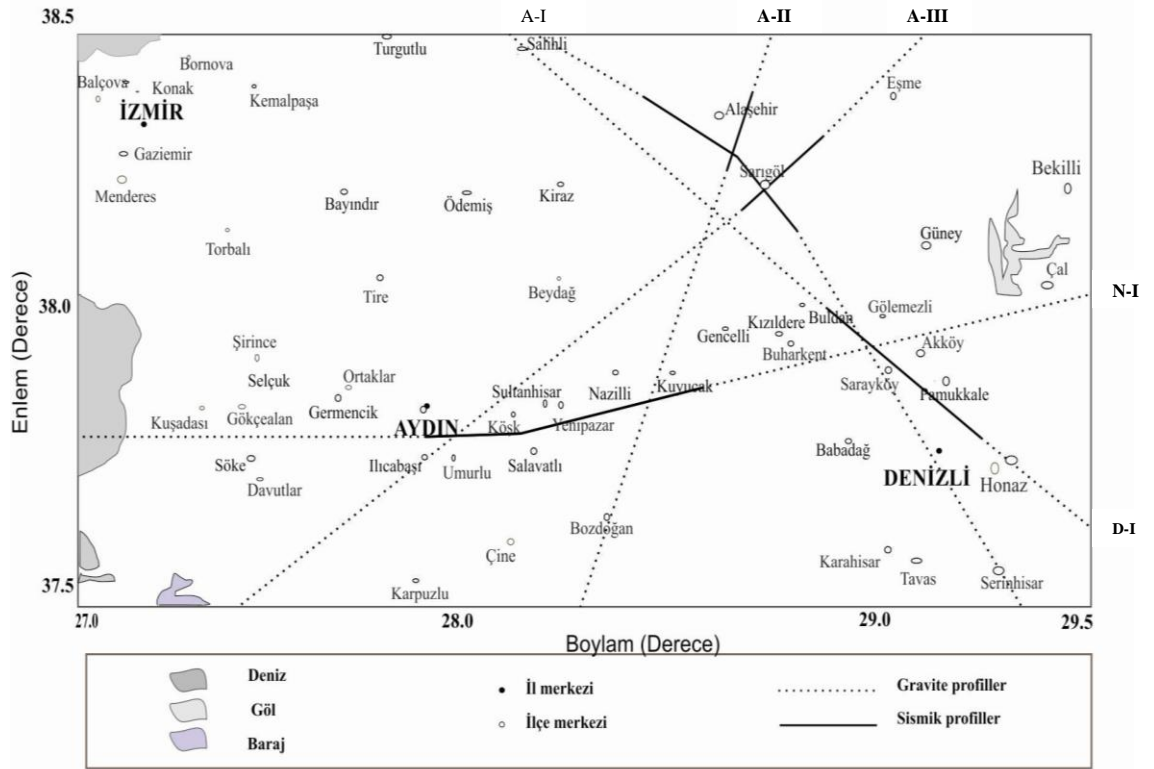 38.5
A-I
A-II
A-III
Turgutlu
Salihli
Bornova
Balçova
Konak
Kemalpaşa
Eşme
Alaşehir
İZMİR
Gaziemir
Menderes
Sarıgöl
Bekilli
Bayındır
Ödemiş
Kiraz
Torbalı
Güney
Çal
Tire
Beydağ
N-I
38.0
Enlem (Derece)
Gölemezli
Buldan
Kızıldere
Gencelli
Buharkent
Akköy
Şirince
Selçuk
Ortaklar
Sultanhisar
Nazilli
Kuyucak
Sarayköy
Pamukkale
Kuşadası
Gökçealan
Germencik
AYDIN
Köşk
Yenipazar
Söke
Davutlar
Ilıcabaşı
Umurlu
Salavatlı
Babadağ
DENİZLİ
Honaz
Bozdoğan
D-I
Çine
Karahisar
Tavas
Serinhisar
Karpuzlu
37.5
27.0
28.0
29.0
29.5
Boylam (Derece)
Deniz
Göl
Baraj
İl merkezi
İlçe merkezi
Gravite profiller
Sismik profiller